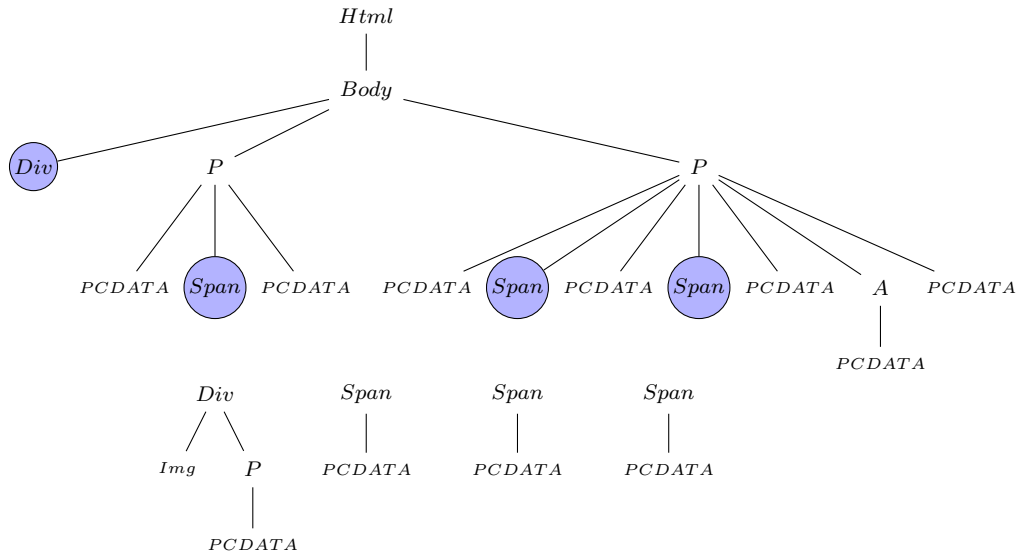 Html
Body
Div P P
PCDATA Span PCDATA PCDATA Span PCDATA Span PCDATA A PCDATA
PCDATA
Div Span Span Span
Img P PCDATA PCDATA PCDATA
PCDATA